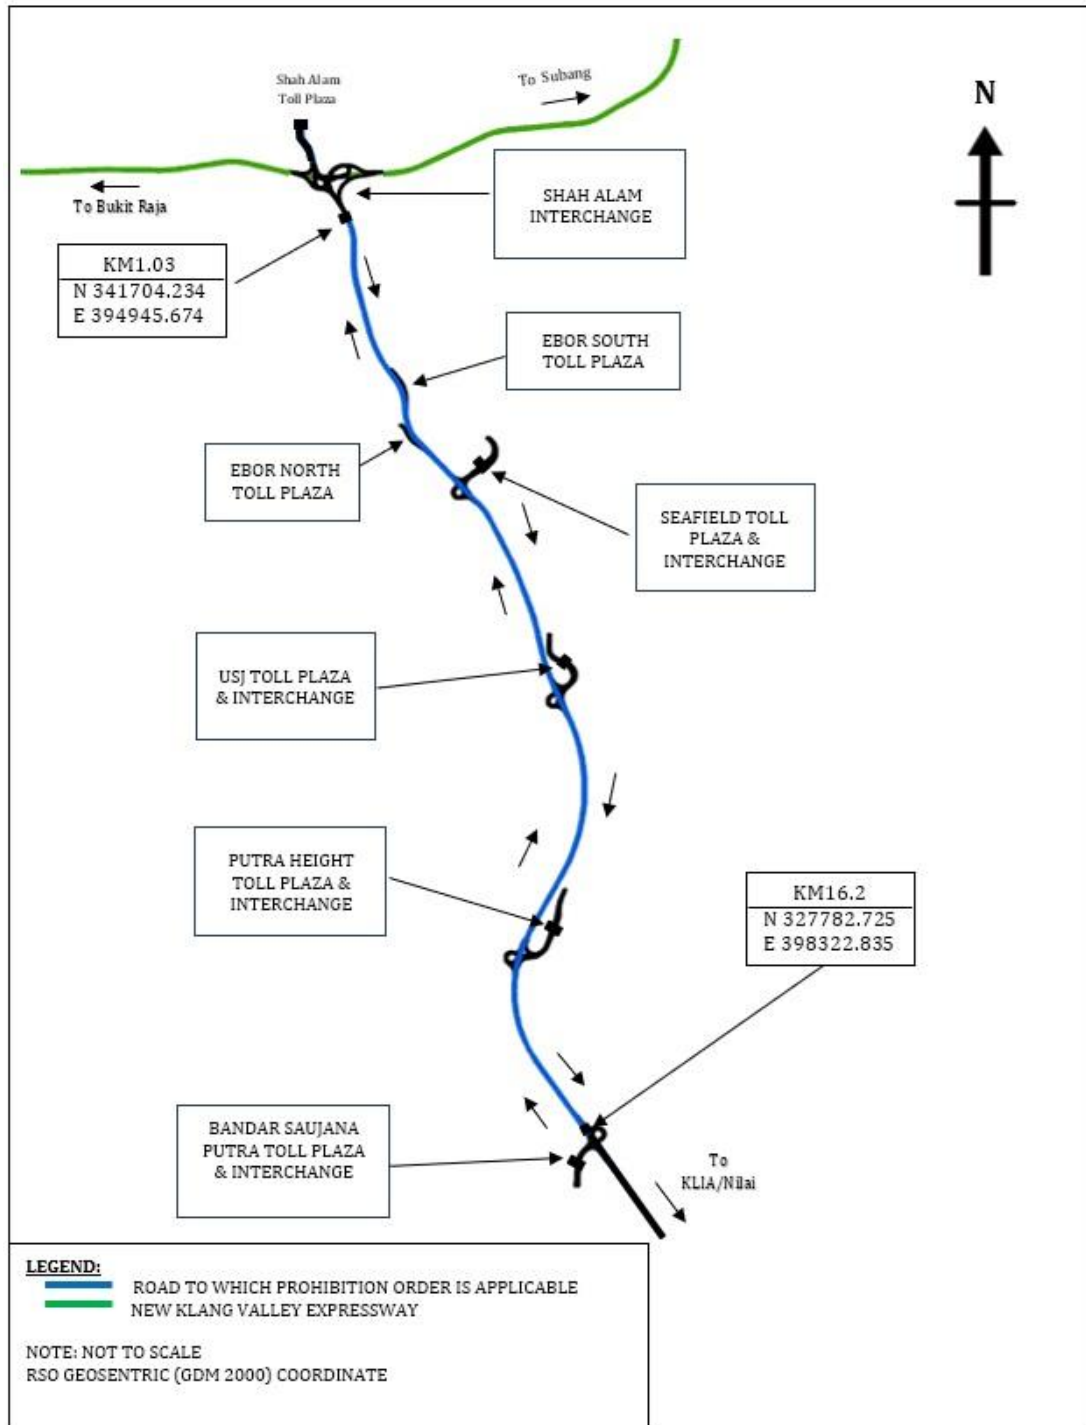 Shah Alam
Toll Plaza
To Subang
N
To Bukit Raja
SHAH ALAM
INTERCHANGE
KM1.03
N 341704.234
E 394945.674
EBOR SOUTH
TOLL PLAZA
EBOR NORTH
TOLL PLAZA
SEAFIELD TOLL
PLAZA &
INTERCHANGE
USJ TOLL PLAZA
& INTERCHANGE
PUTRA HEIGHT
TOLL PLAZA &
INTERCHANGE
KM16.2
N 327782.725
E 398322.835
BANDAR SAUJANA
PUTRA TOLL PLAZA
& INTERCHANGE
To
KLIA/Nilai
LEGEND:
ROAD TO WHICH PROHIBITION ORDER IS APPLICABLE
NEW KLANG VALLEY EXPRESSWAY
NOTE: NOT TO SCALE
RSO GEOSENTRIC (GDM 2000) COORDINATE